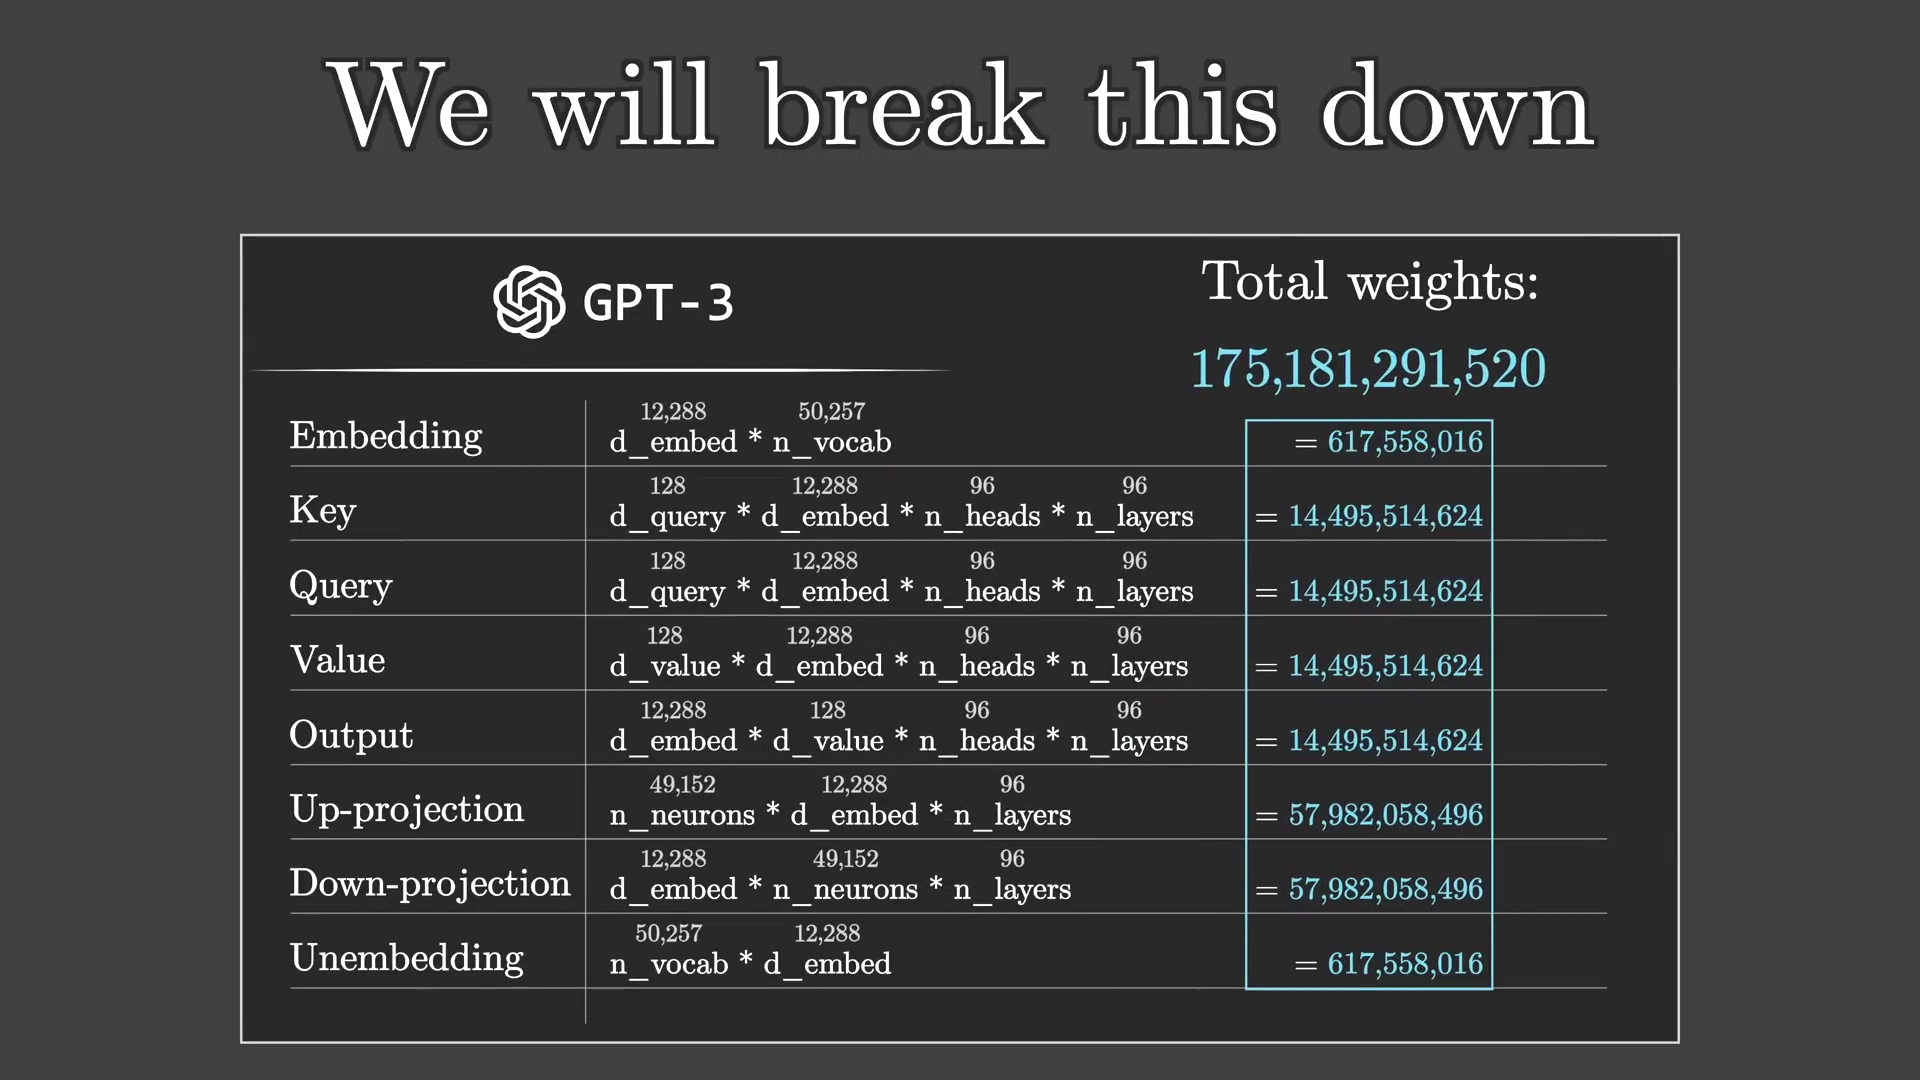 We will break this down
GPT-3
Total weights:
175,181,291,520
12,288 50,257
Embedding d_embed * n_vocab = 617,558,016
128 12,288 96 96
Key d_query * d_embed * n_heads * n_layers = 14,495,514,624
128 12,288 96 96
Query d_query * d_embed * n_heads * n_layers = 14,495,514,624
128 12,288 96 96
Value d_value * d_embed * n_heads * n_layers = 14,495,514,624
12,288 128 96 96
Output d_embed * d_value * n_heads * n_layers = 14,495,514,624
49,152 12,288 96
Up-projection n_neurons * d_embed * n_layers = 57,982,058,496
12,288 49,152 96
Down-projection d_embed * n_neurons * n_layers = 57,982,058,496
50,257 12,288
Unembedding n_vocab * d_embed = 617,558,016